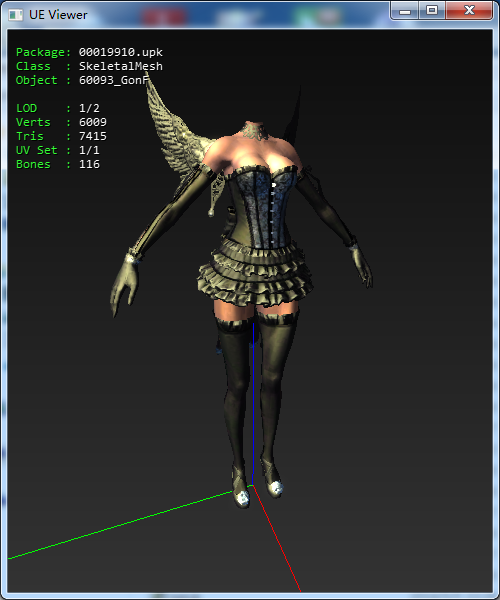 UE Viewer
Package: 00019910.upk
Class : SkeletalMesh
Object : 60093_GonF
LOD : 1/2
Verts : 6009
Tris : 7415
UV Set : 1/1
Bones : 116